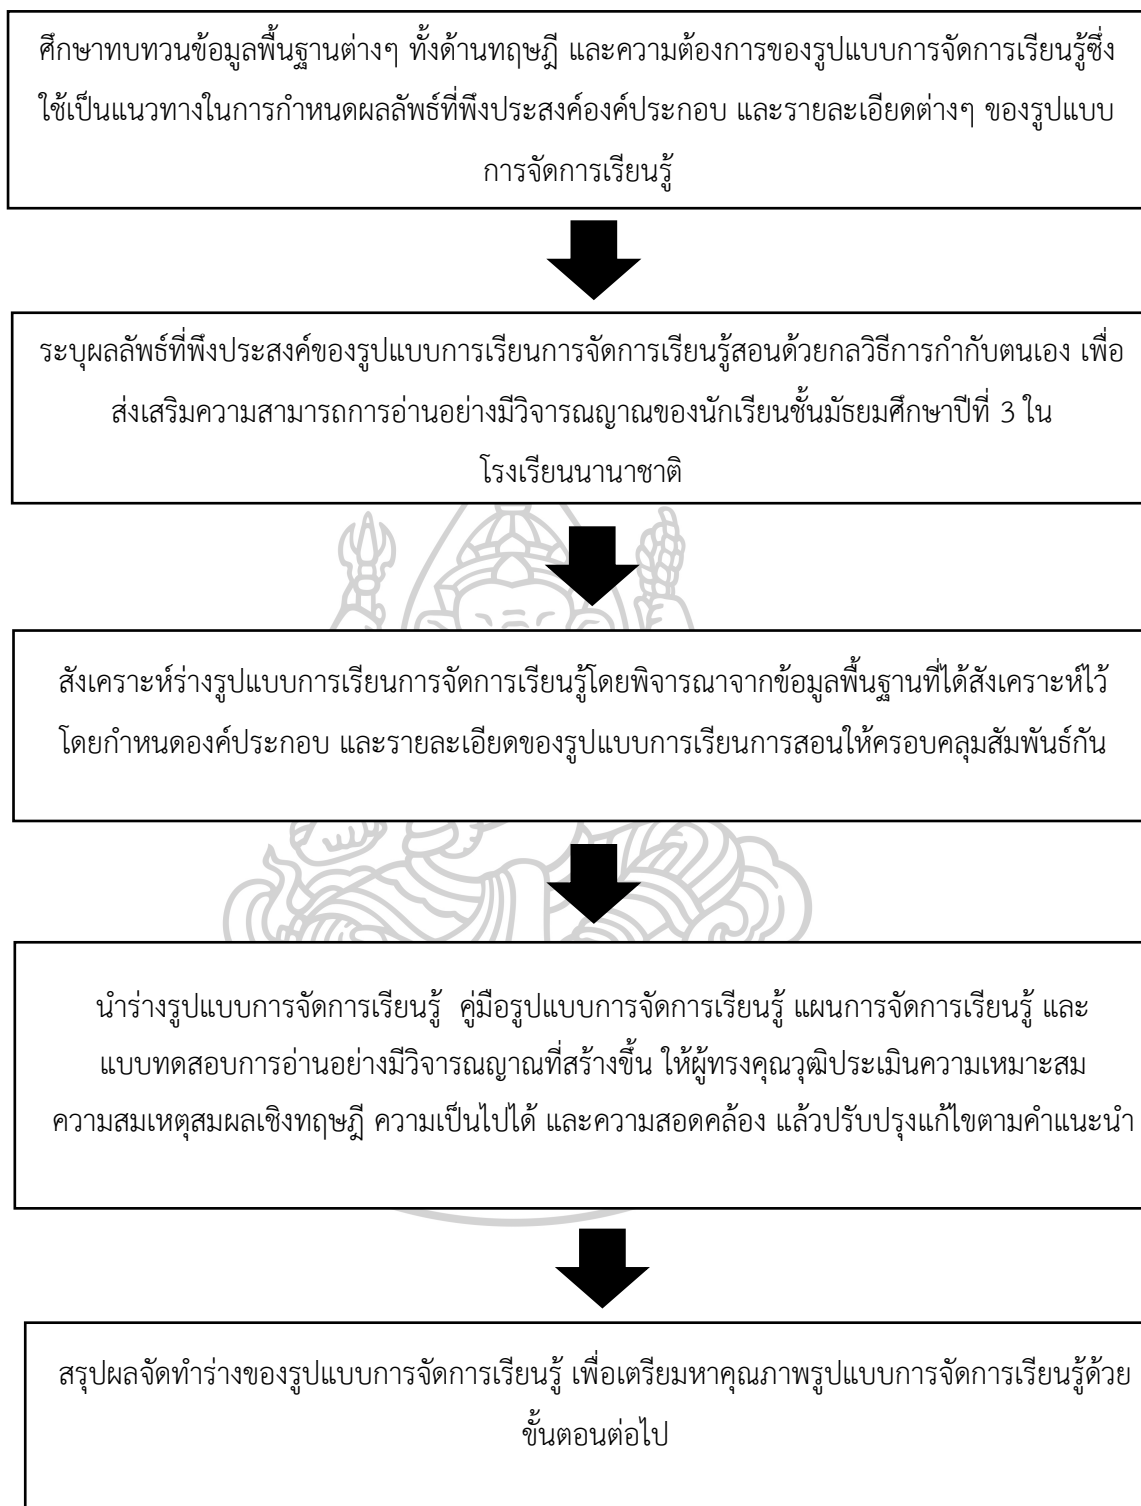 ศึกษาทบทวนข้อมูลพื้นฐานต่างๆ ทั้งด้านทฤษฎี และความต้องการของรูปแบบการจัดการเรียนรู้ซึ่ง
ใช้เป็นแนวทางในการกำหนดผลลัพธ์ที่พึงประสงค์องค์ประกอบ และรายละเอียดต่างๆ ของรูปแบบ
การจัดการเรียนรู้
ระบุผลลัพธ์ที่พึงประสงค์ของรูปแบบการเรียนการจัดการเรียนรู้สอนด้วยกลวิธีการกำกับตนเอง เพื่อ
ส่งเสริมความสามารถการอ่านอย่างมีวิจารณญาณของนักเรียนชั้นมัธยมศึกษาปีที่ 3 ใน
โรงเรียนนานาชาติ
สังเคราะห์ร่างรูปแบบการเรียนการจัดการเรียนรู้โดยพิจารณาจากข้อมูลพื้นฐานที่ได้สังเคราะห์ไว้
โดยกำหนดองค์ประกอบ และรายละเอียดของรูปแบบการเรียนการสอนให้ครอบคลุมสัมพันธ์กัน
นำร่างรูปแบบการจัดการเรียนรู้ คู่มือรูปแบบการจัดการเรียนรู้ แผนการจัดการเรียนรู้ และ
แบบทดสอบการอ่านอย่างมีวิจารณญาณที่สร้างขึ้น ให้ผู้ทรงคุณวุฒิประเมินความเหมาะสม
ความสมเหตุสมผลเชิงทฤษฎี ความเป็นไปได้ และความสอดคล้อง แล้วปรับปรุงแก้ไขตามคำแนะนำ
สรุปผลจัดทำร่างของรูปแบบการจัดการเรียนรู้ เพื่อเตรียมหาคุณภาพรูปแบบการจัดการเรียนรู้ด้วย
ขั้นตอนต่อไป